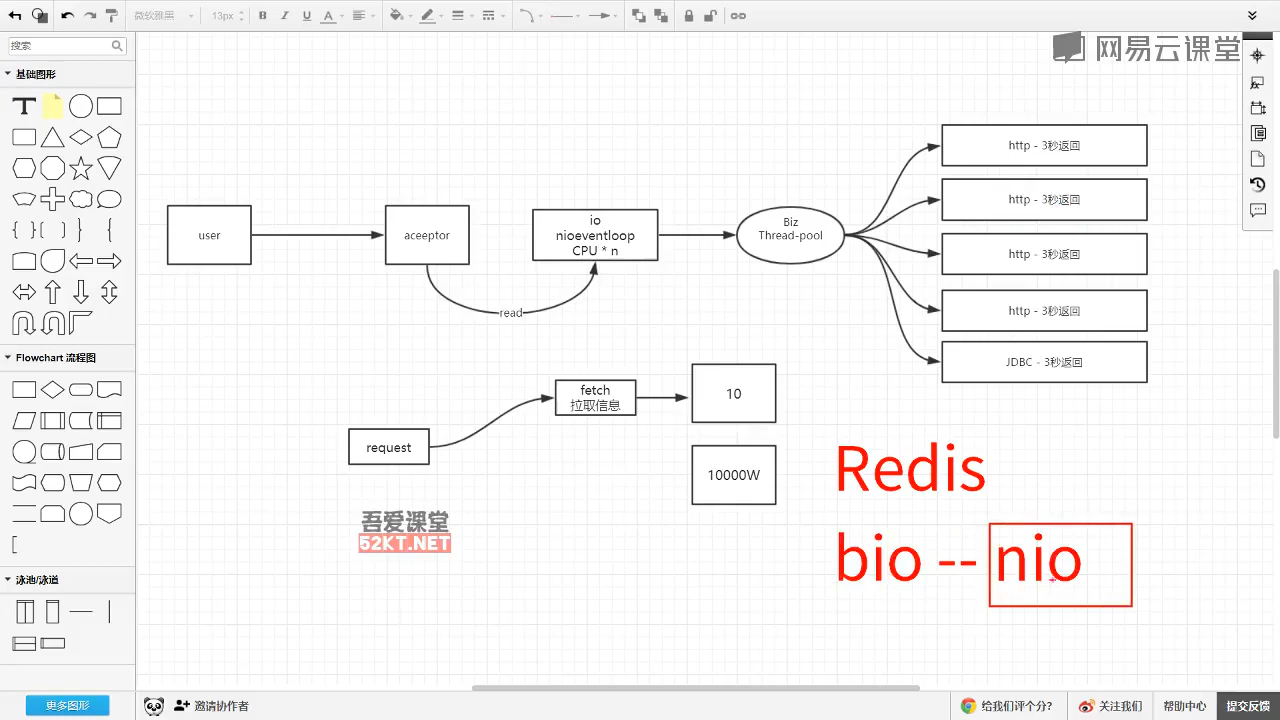 微软雅黑
13px
B
I
U
A
搜索
网易云课堂
基础图形
T
Flowchart 流程图
泳池/泳道
更多图形
user
aceeptor
read
io
nioeventloop
CPU * n
Biz
Thread-pool
http - 3秒返回
http - 3秒返回
http - 3秒返回
http - 3秒返回
JDBC - 3秒返回
request
fetch
拉取信息
10
10000W
Redis
bio -- nio
吾爱课堂
52KT.NET
邀请协作者
给我们评个分?
关注我们
帮助中心
提交反馈